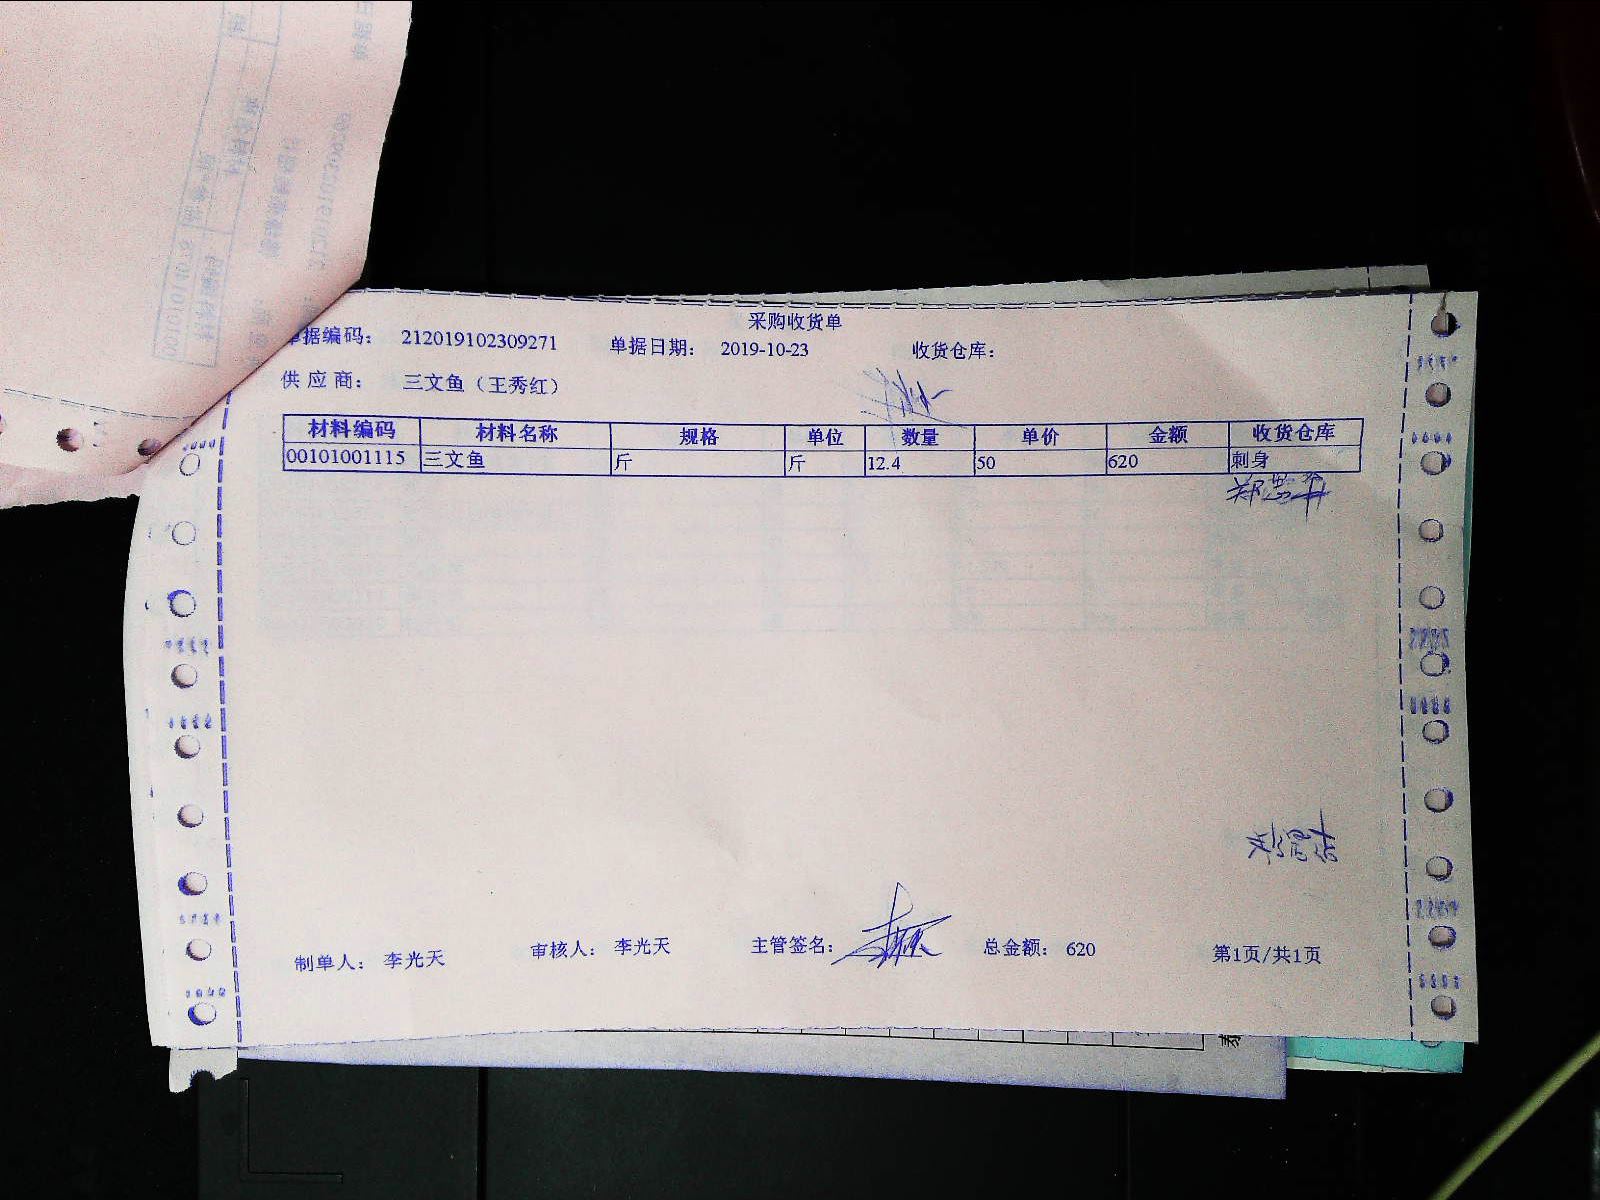 采购收货单
单据编码： 212019102309271 单据日期： 2019-10-23 收货仓库：
供 应 商： 三文鱼（王秀红）
材料编码 材料名称 规格 单位 数量 单价 金额 收货仓库
00101001115 三文鱼 斤 斤 12.4 50 620 刺身
制单人： 李光天 审核人： 李光天 主管签名： 总金额： 620 第1页/共1页